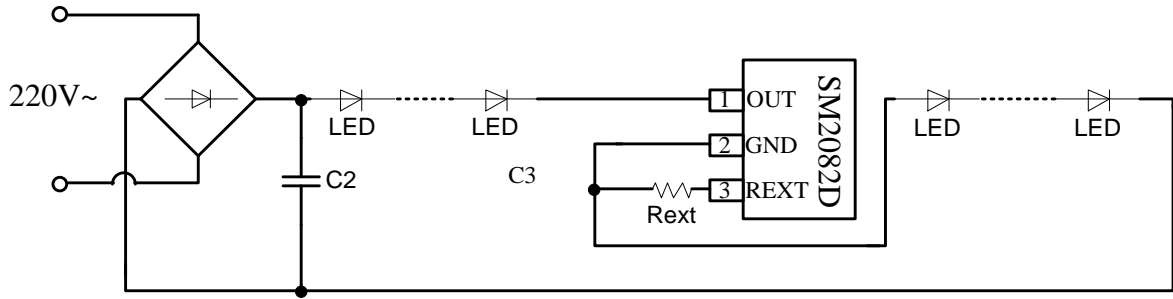 220V~
LED
LED
C2
C3
1 OUT
2 GND
3 REXT
Rext
SM2082D
LED
LED